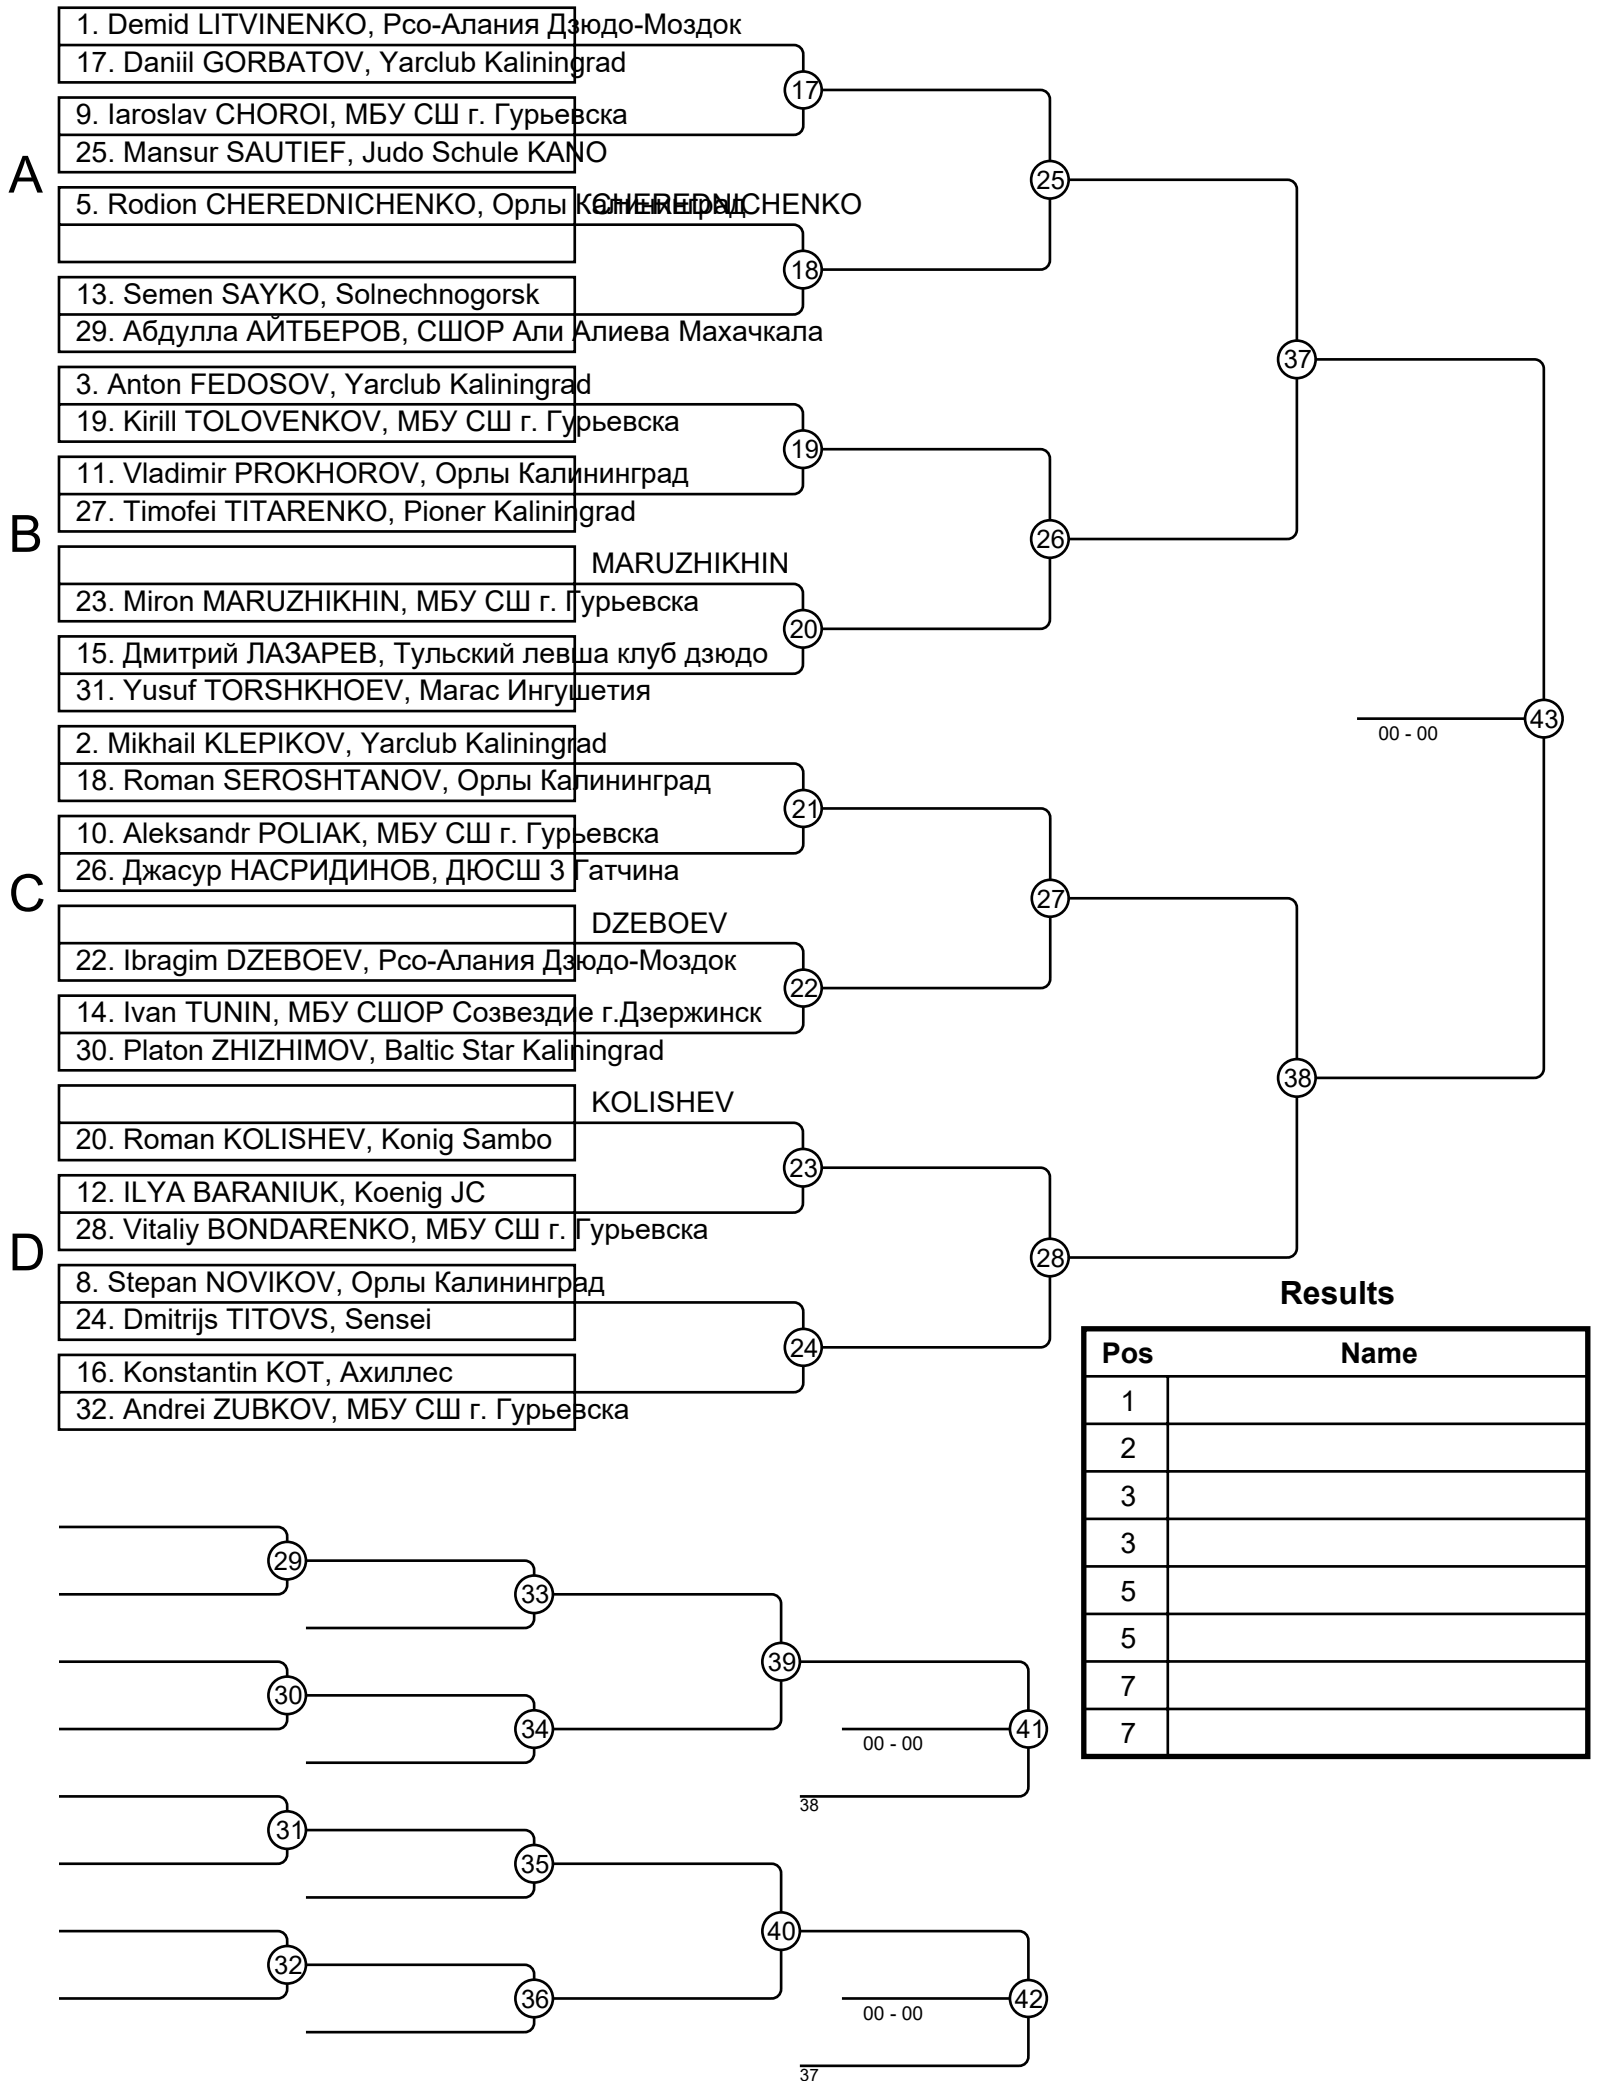 1. Demid LITVINENKO, Рсо-Алания Дзюдо-Моздок
17. Daniil GORBATOV, Yarclub Kaliningrad
17
9. Iaroslav CHOROI, МБУ СШ г. Гурьевска
25. Mansur SAUTIEF, Judo Schule KANO
A
25
5. Rodion CHEREDNICHENKO, Орлы Калининград
CHEREDNICHENKO
18
13. Semen SAYKO, Solnechnogorsk
29. Абдулла АЙТБЕРОВ, СШОР Али Алиева Махачкала
37
3. Anton FEDOSOV, Yarclub Kaliningrad
19. Kirill TOLOVENKOV, МБУ СШ г. Гурьевска
19
11. Vladimir PROKHOROV, Орлы Калининград
27. Timofei TITARENKO, Pioner Kaliningrad
B
26
MARUZHIKHIN
23. Miron MARUZHIKHIN, МБУ СШ г. Гурьевска
20
15. Дмитрий ЛАЗАРЕВ, Тульский левша клуб дзюдо
31. Yusuf TORSHKHOEV, Магас Ингушетия
43
00 - 00
2. Mikhail KLEPIKOV, Yarclub Kaliningrad
18. Roman SEROSHTANOV, Орлы Калининград
21
10. Aleksandr POLIAK, МБУ СШ г. Гурьевска
26. Джасур НАСРИДИНОВ, ДЮСШ 3 Гатчина
C
27
DZEBOEV
22. Ibragim DZEBOEV, Рсо-Алания Дзюдо-Моздок
22
14. Ivan TUNIN, МБУ СШОР Созвездие г.Дзержинск
30. Platon ZHIZHIMOV, Baltic Star Kaliningrad
38
KOLISHEV
20. Roman KOLISHEV, Konig Sambo
23
12. ILYA BARANIUK, Koenig JC
28. Vitaliy BONDARENKO, МБУ СШ г. Гурьевска
D
28
8. Stepan NOVIKOV, Орлы Калининград
24. Dmitrijs TITOVS, Sensei
24
16. Konstantin KOT, Ахиллес
32. Andrei ZUBKOV, МБУ СШ г. Гурьевска
Results
Pos Name
1
2
3
3
5
5
7
7
29
33
39
30
34
41
00 - 00
38
31
35
40
32
36
42
00 - 00
37